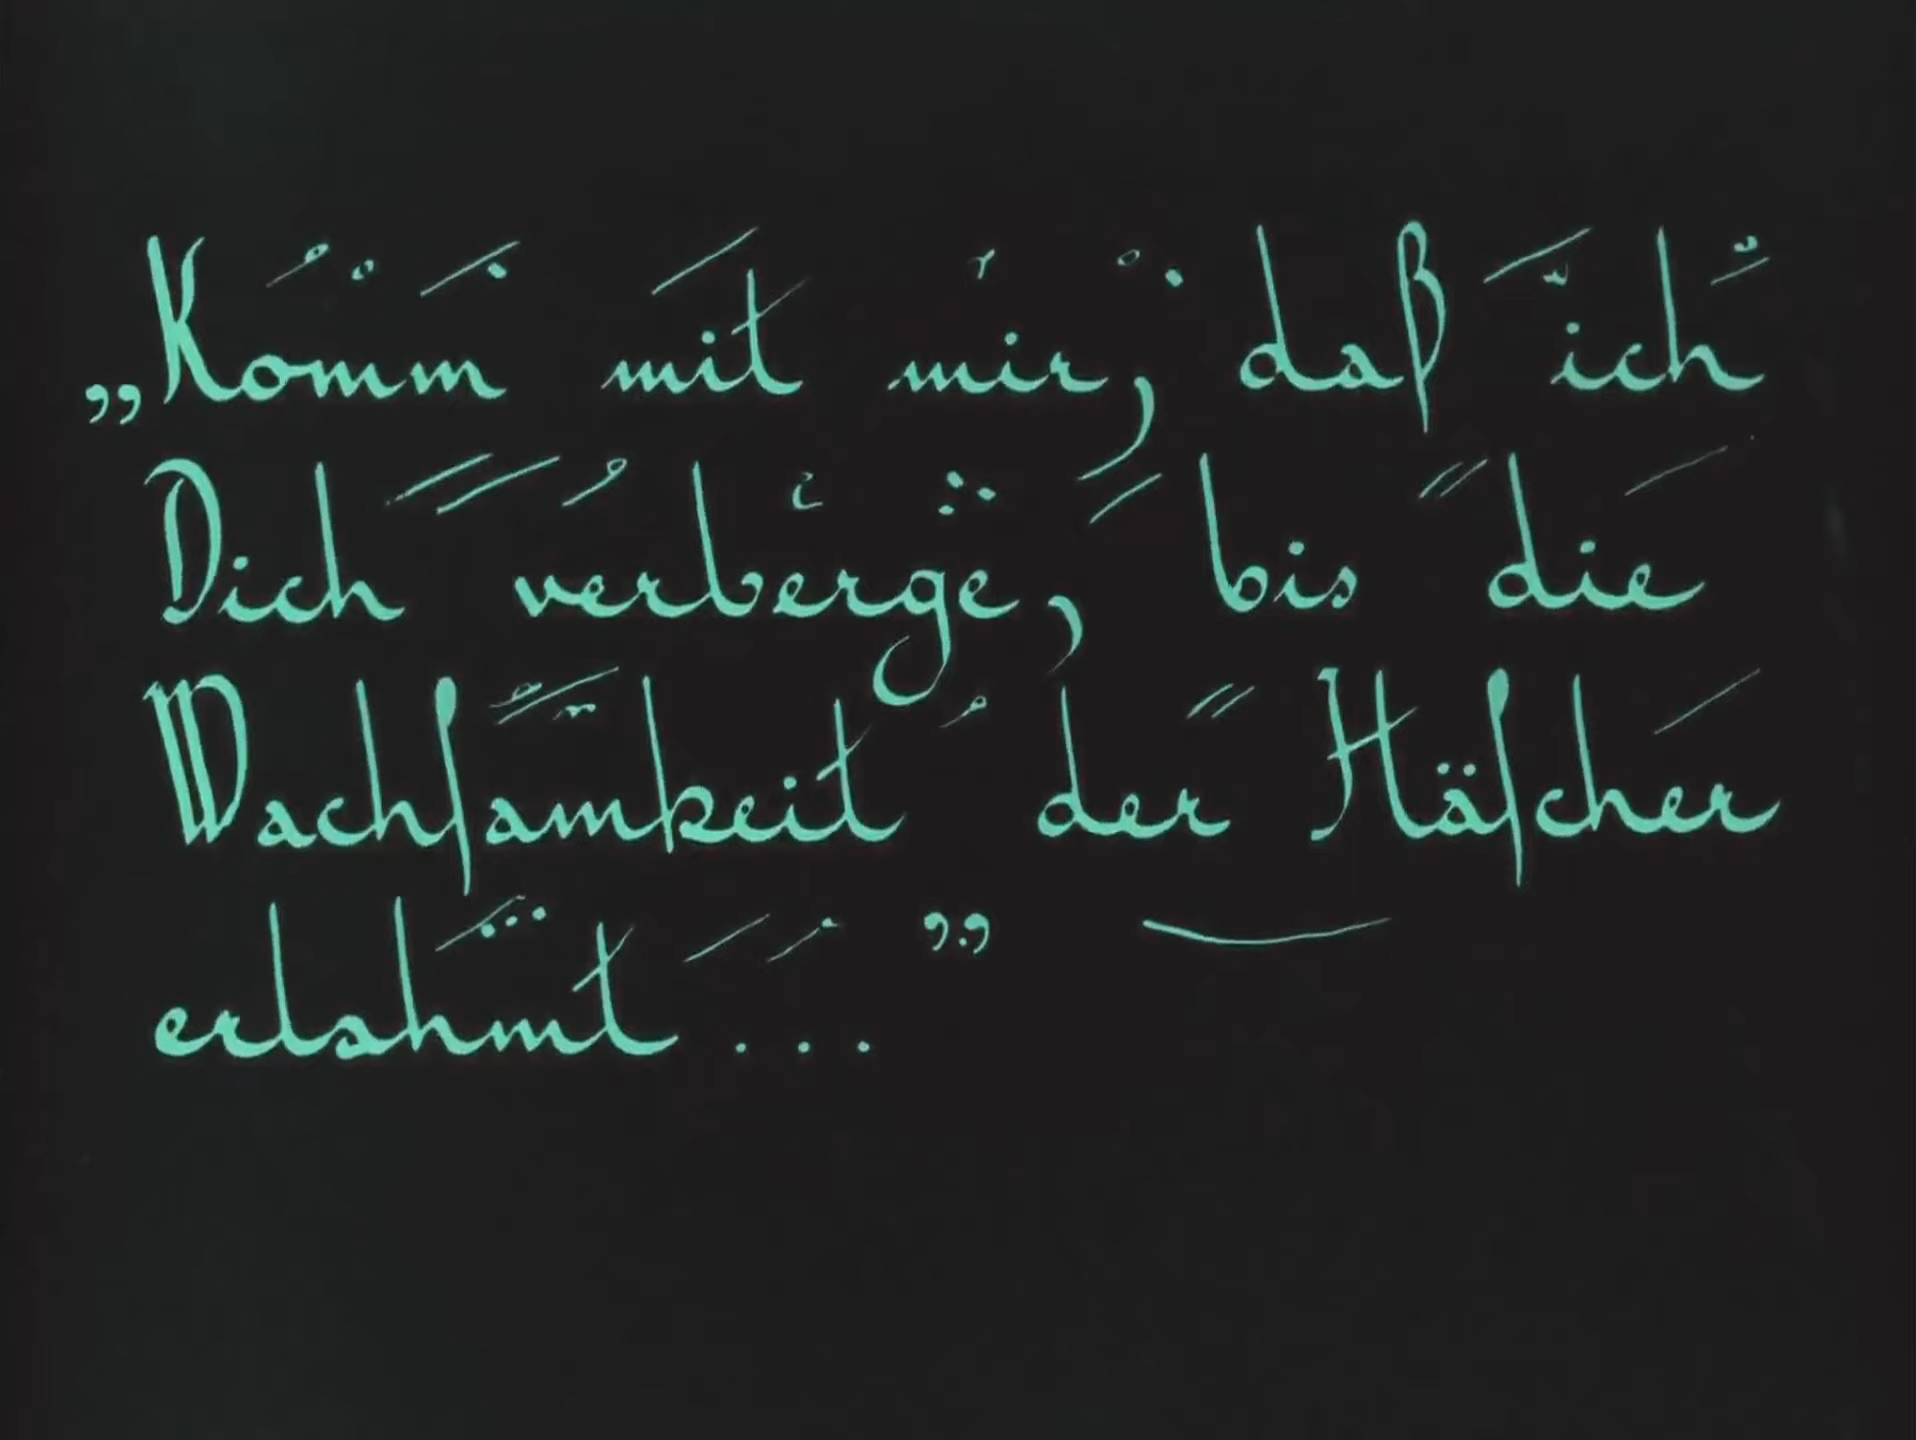 „Komm mit mir, daß ich
Dich verberge, bis die
Wachſamkeit der Häſcher
erlahmt . . . ”